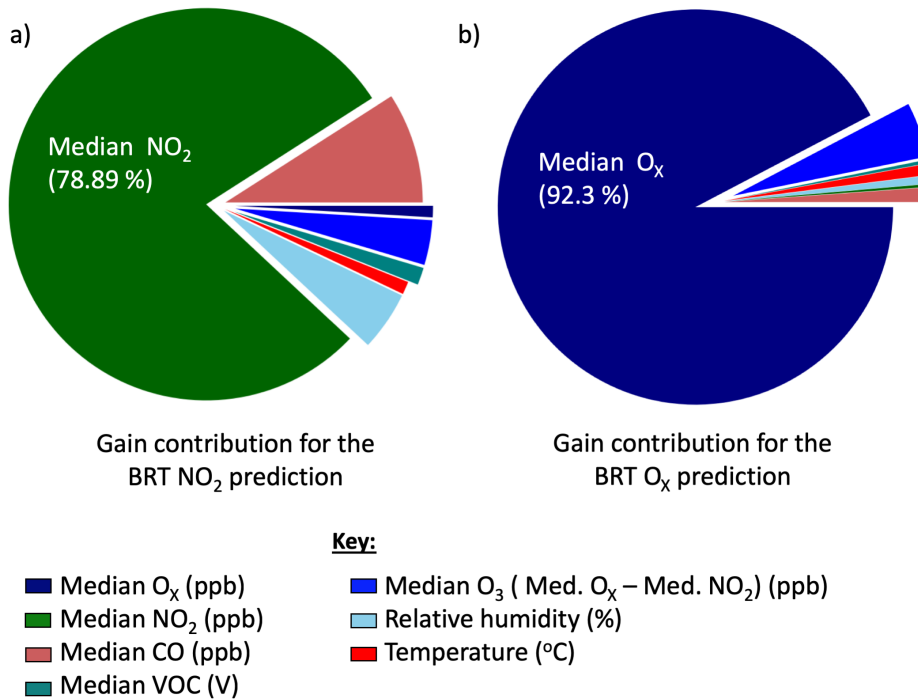 a)
Median NO₂
(78.89 %)
Gain contribution for the
BRT NO₂ prediction
b)
Median Oₓ
(92.3 %)
Gain contribution for the
BRT Oₓ prediction
Key:
Median Oₓ (ppb)
Median NO₂ (ppb)
Median CO (ppb)
Median VOC (V)
Median O₃ ( Med. Oₓ – Med. NO₂) (ppb)
Relative humidity (%)
Temperature (ºC)